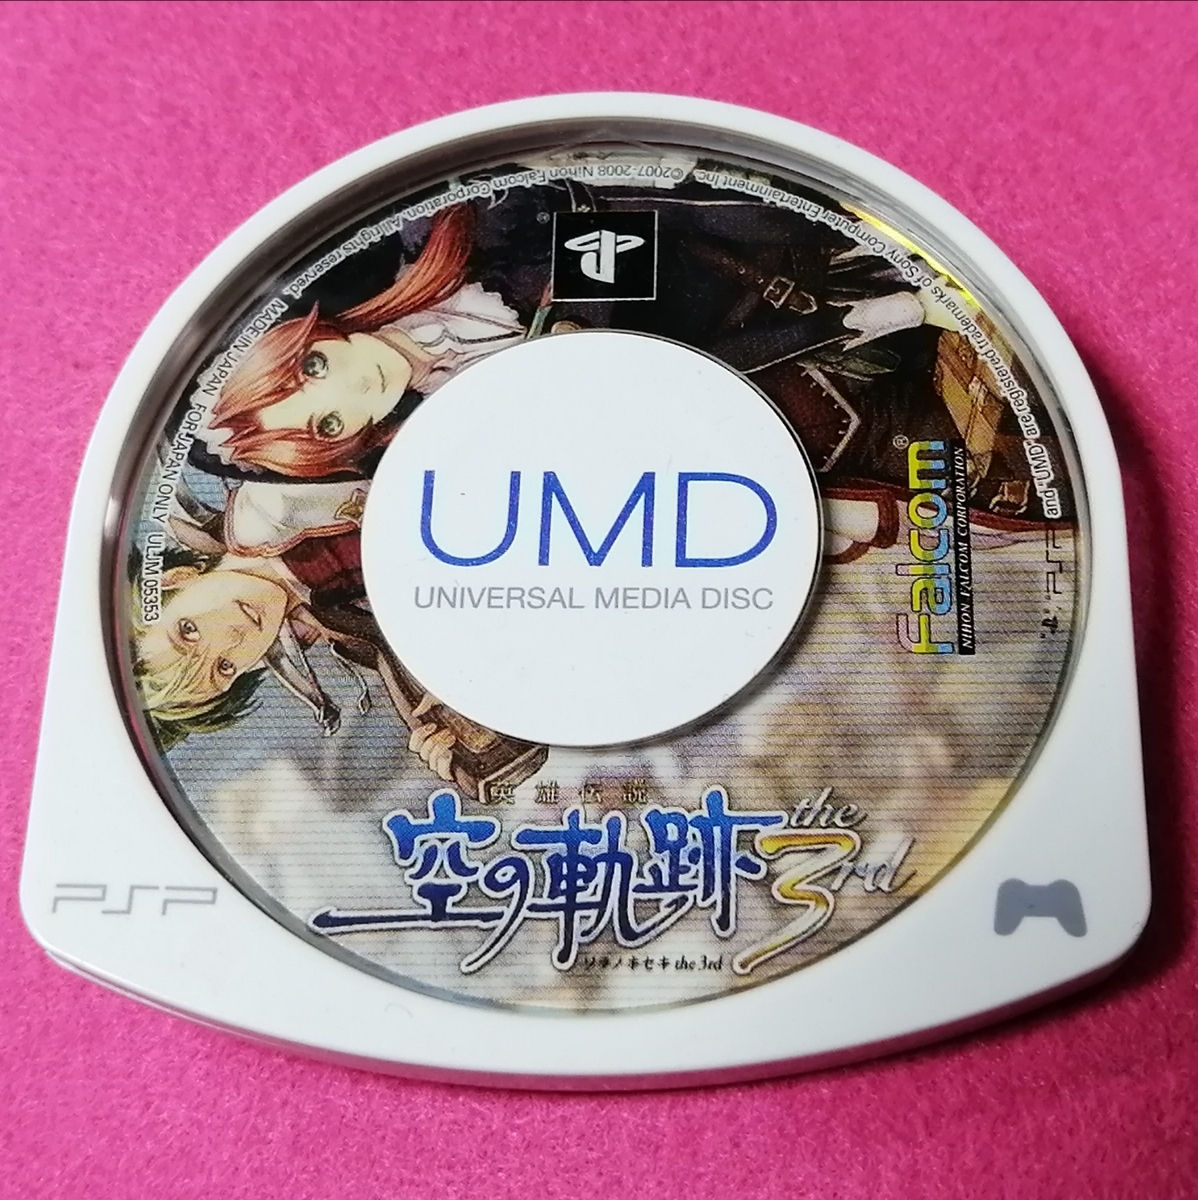 UMD
UNIVERSAL MEDIA DISC
英雄伝説
空の軌跡 the 3rd
ソラノキセキ the 3rd
Falcom®
NIHON FALCOM CORPORATION
PSP
and "UMD" are registered trademarks of Sony Computer Entertainment Inc. ©2007-2008 Nihon Falcom Corporation. All rights reserved. MADE IN JAPAN FOR JAPAN ONLY ULJM 05353